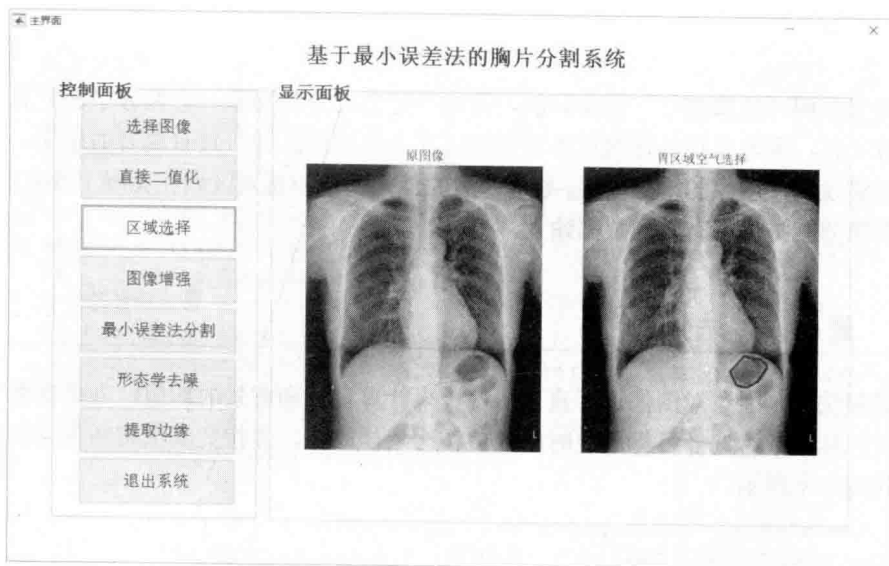 主界面
基于最小误差法的胸片分割系统
控制面板
选择图像
直接二值化
区域选择
图像增强
最小误差法分割
形态学去噪
提取边缘
退出系统
显示面板
原图像
胃区域空气选择
L
L